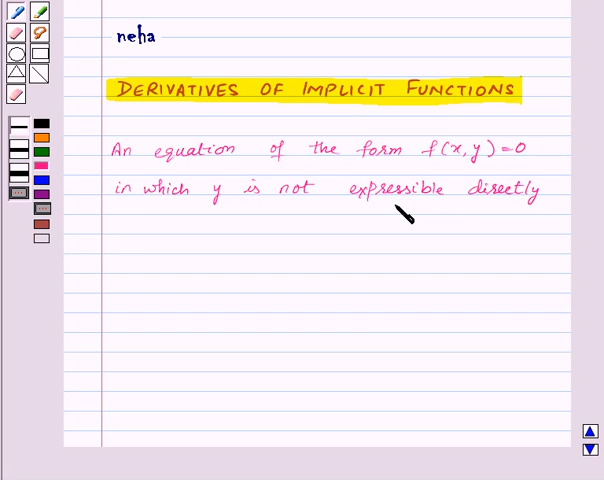 neha
DERIVATIVES OF IMPLICIT FUNCTIONS
An equation of the form f(x,y)=0
in which y is not expressible directly